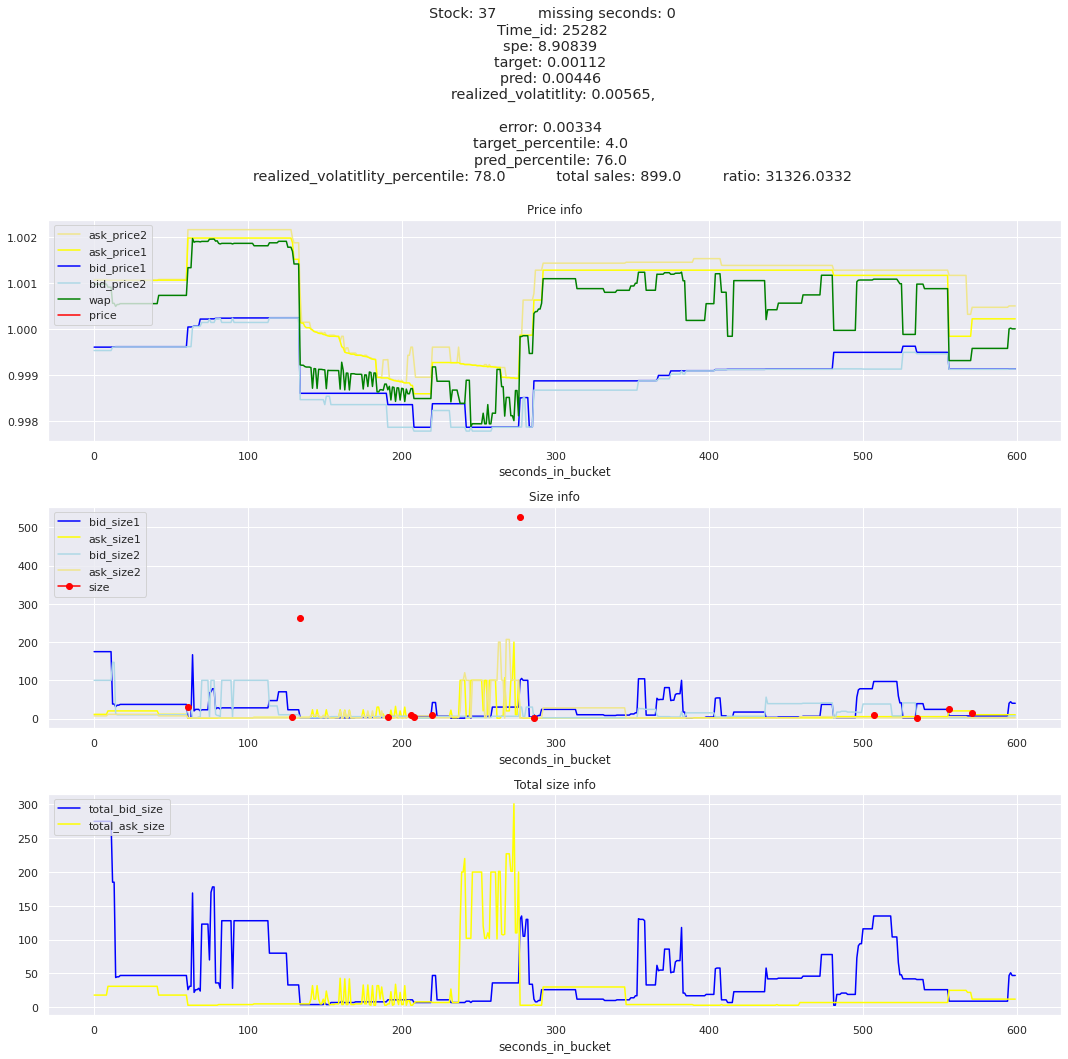 Stock: 37 missing seconds: 0
Time_id: 25282
spe: 8.90839
target: 0.00112
pred: 0.00446
realized_volatitlity: 0.00565,
error: 0.00334
target_percentile: 4.0
pred_percentile: 76.0
realized_volatitlity_percentile: 78.0 total sales: 899.0 ratio: 31326.0332
Price info
ask_price2
ask_price1
bid_price1
bid_price2
wap
price
1.002
1.001
1.000
0.999
0.998
0 100 200 300 400 500 600
seconds_in_bucket
Size info
bid_size1
ask_size1
bid_size2
ask_size2
size
500
400
300
200
100
0
0 100 200 300 400 500 600
seconds_in_bucket
Total size info
total_bid_size
total_ask_size
300
250
200
150
100
50
0
0 100 200 300 400 500 600
seconds_in_bucket